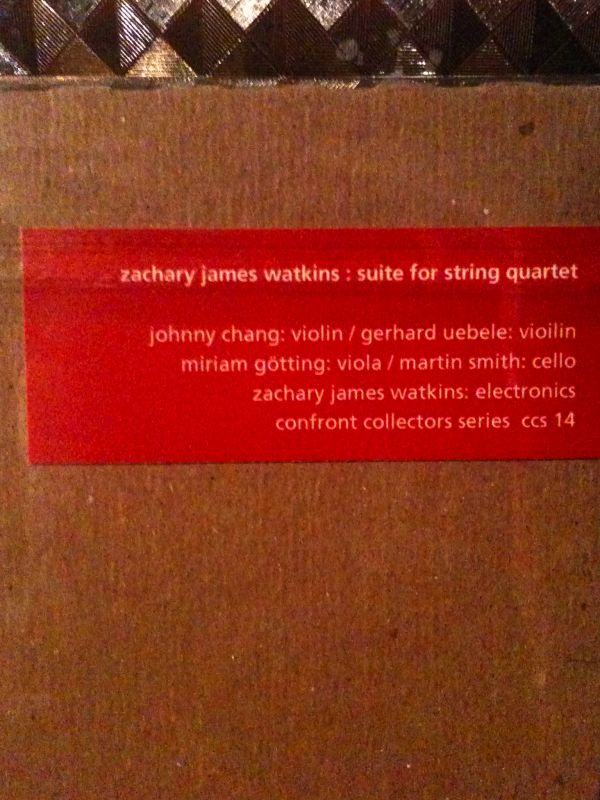 zachary james watkins : suite for string quartet
johnny chang: violin / gerhard uebele: vioilin
miriam götting: viola / martin smith: cello
zachary james watkins: electronics
confront collectors series ccs 14